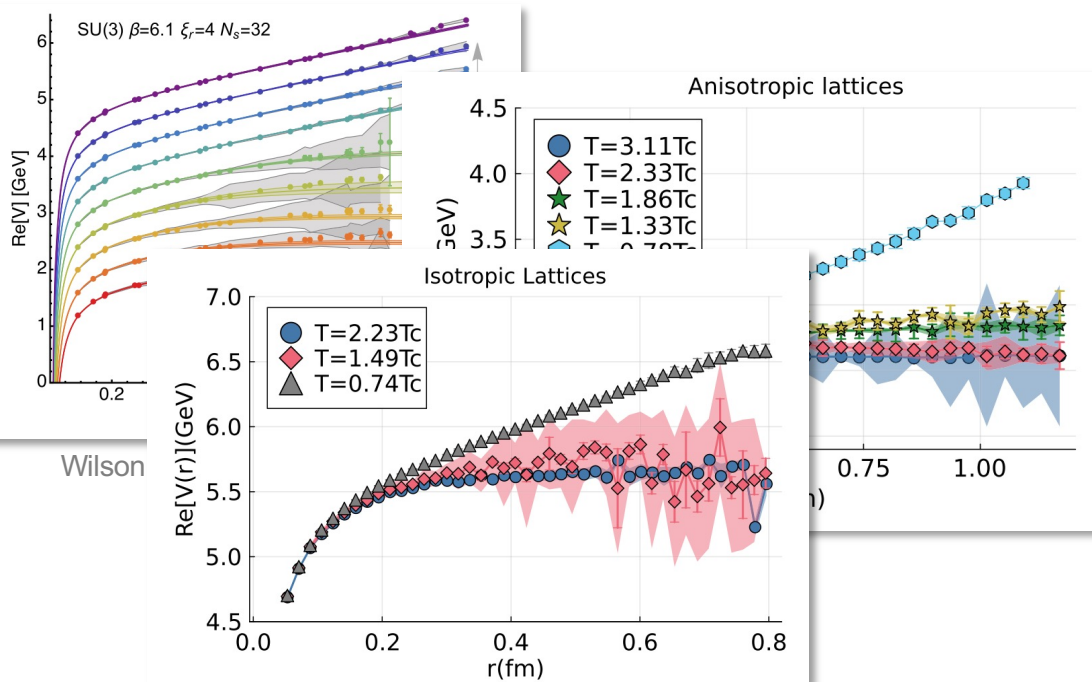 SU(3) β=6.1 ξr=4 Ns=32
Re[V] [GeV]
6
5
4
3
2
1
0
0.2
Wilson
Anisotropic lattices
4.5
4.0
3.5
GeV)
T=3.11Tc
T=2.33Tc
T=1.86Tc
T=1.33Tc
0.75 1.00
Isotropic Lattices
Re[V(r)](GeV)
7.0
6.5
6.0
5.5
5.0
4.5
T=2.23Tc
T=1.49Tc
T=0.74Tc
0.0 0.2 0.4 0.6 0.8
r(fm)